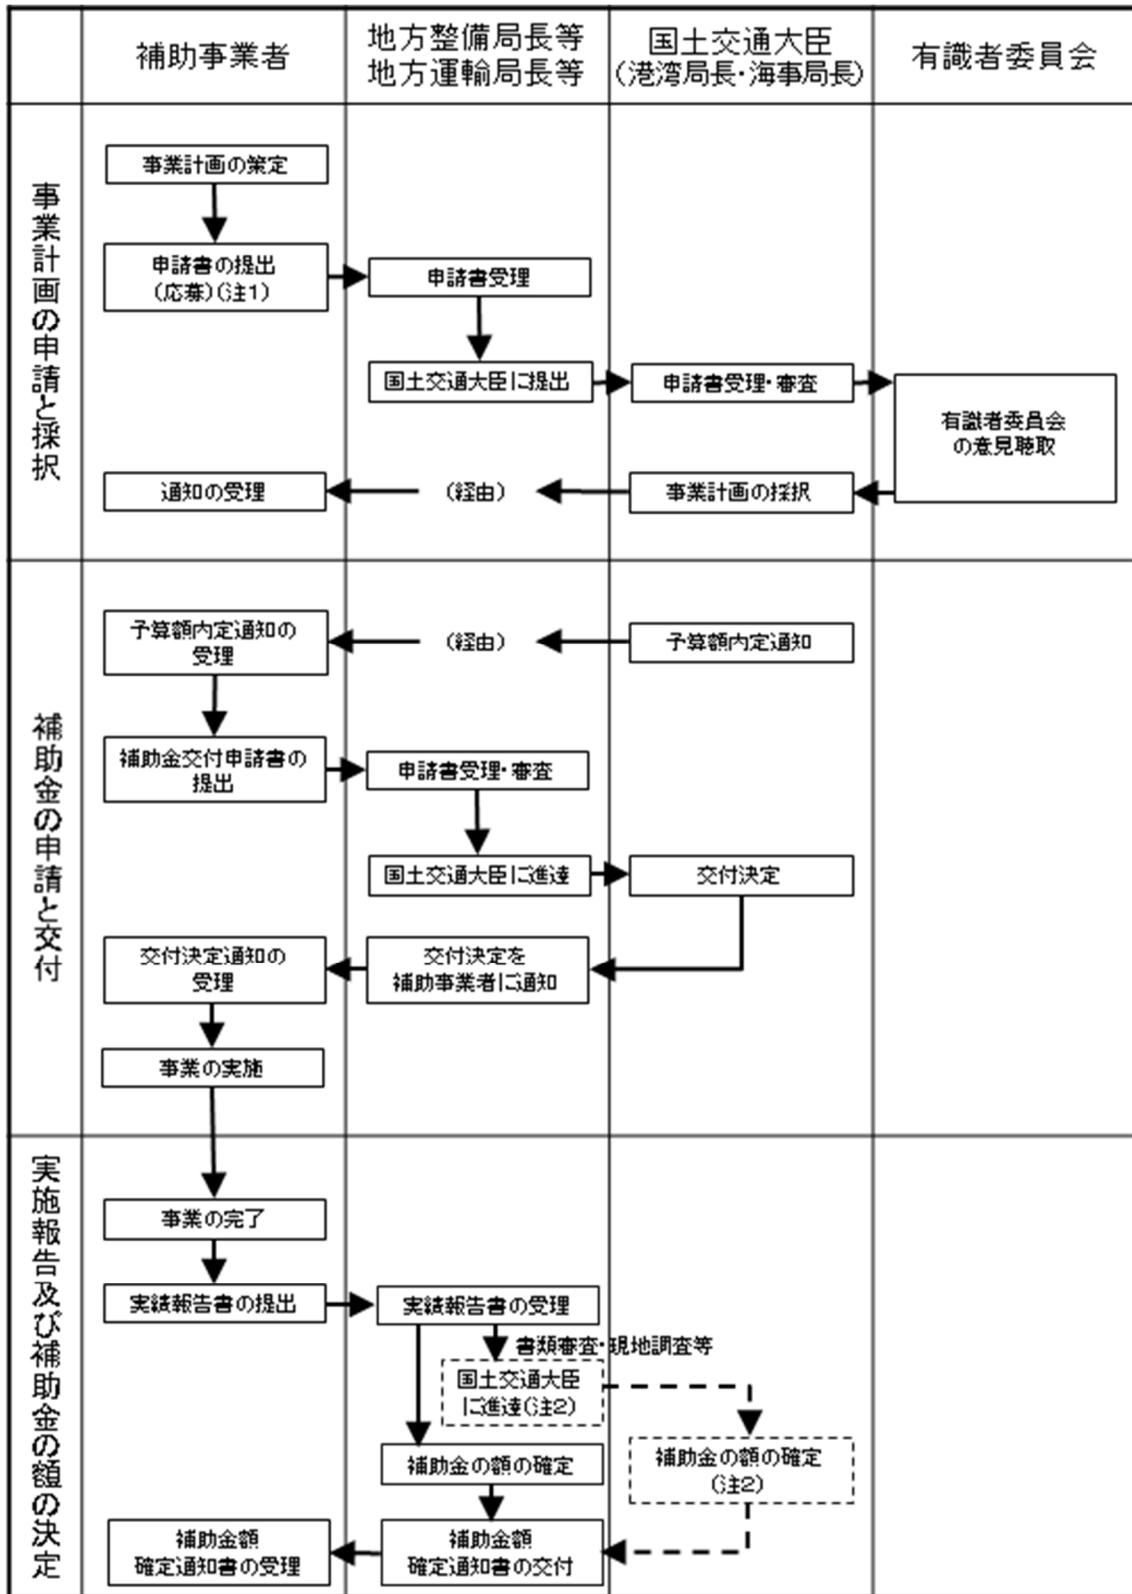 補助事業者
地方整備局長等
地方運輸局長等
国土交通大臣
(港湾局長・海事局長)
有識者委員会
事業計画の申請と採択
事業計画の策定
申請書の提出
(応募)(注1)
申請書受理
国土交通大臣に提出
申請書受理・審査
有識者委員会
の意見聴取
通知の受理
(経由)
事業計画の採択
補助金の申請と交付
子算額内定通知の
受理
(経由)
子算額内定通知
補助金交付申請書の
提出
申請書受理・審査
国土交通大臣に進達
交付決定
交付決定通知の
受理
交付決定を
補助事業者に通知
事業の実施
実施報告及び補助金の額の決定
事業の完了
実績報告書の提出
実績報告書の受理
書類審査・現地調査等
国土交通大臣
に進達(注2)
補助金の額の確定
補助金の額の確定
(注2)
補助金額
確定通知書の受理
補助金額
確定通知書の交付